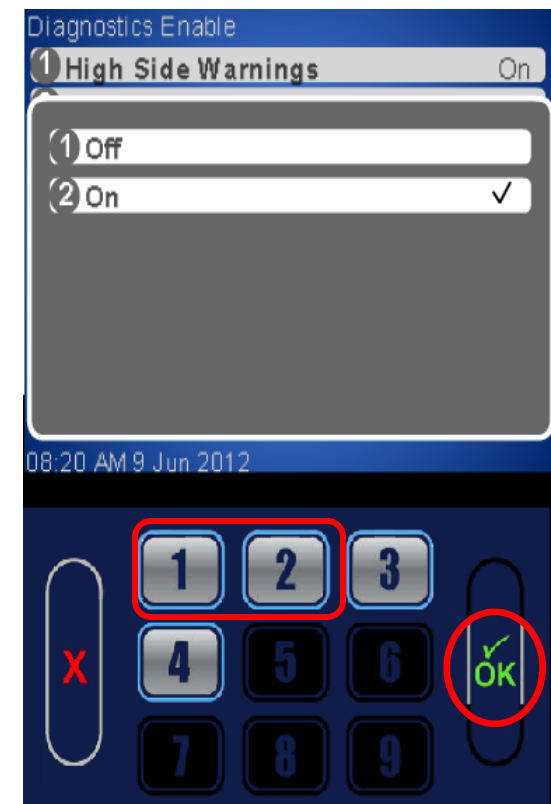 Diagnostics Enable
1 High Side Warnings On
1 Off
2 On ✓
08:20 AM 9 Jun 2012
1 2 3
X 4 5 6 OK
7 8 9